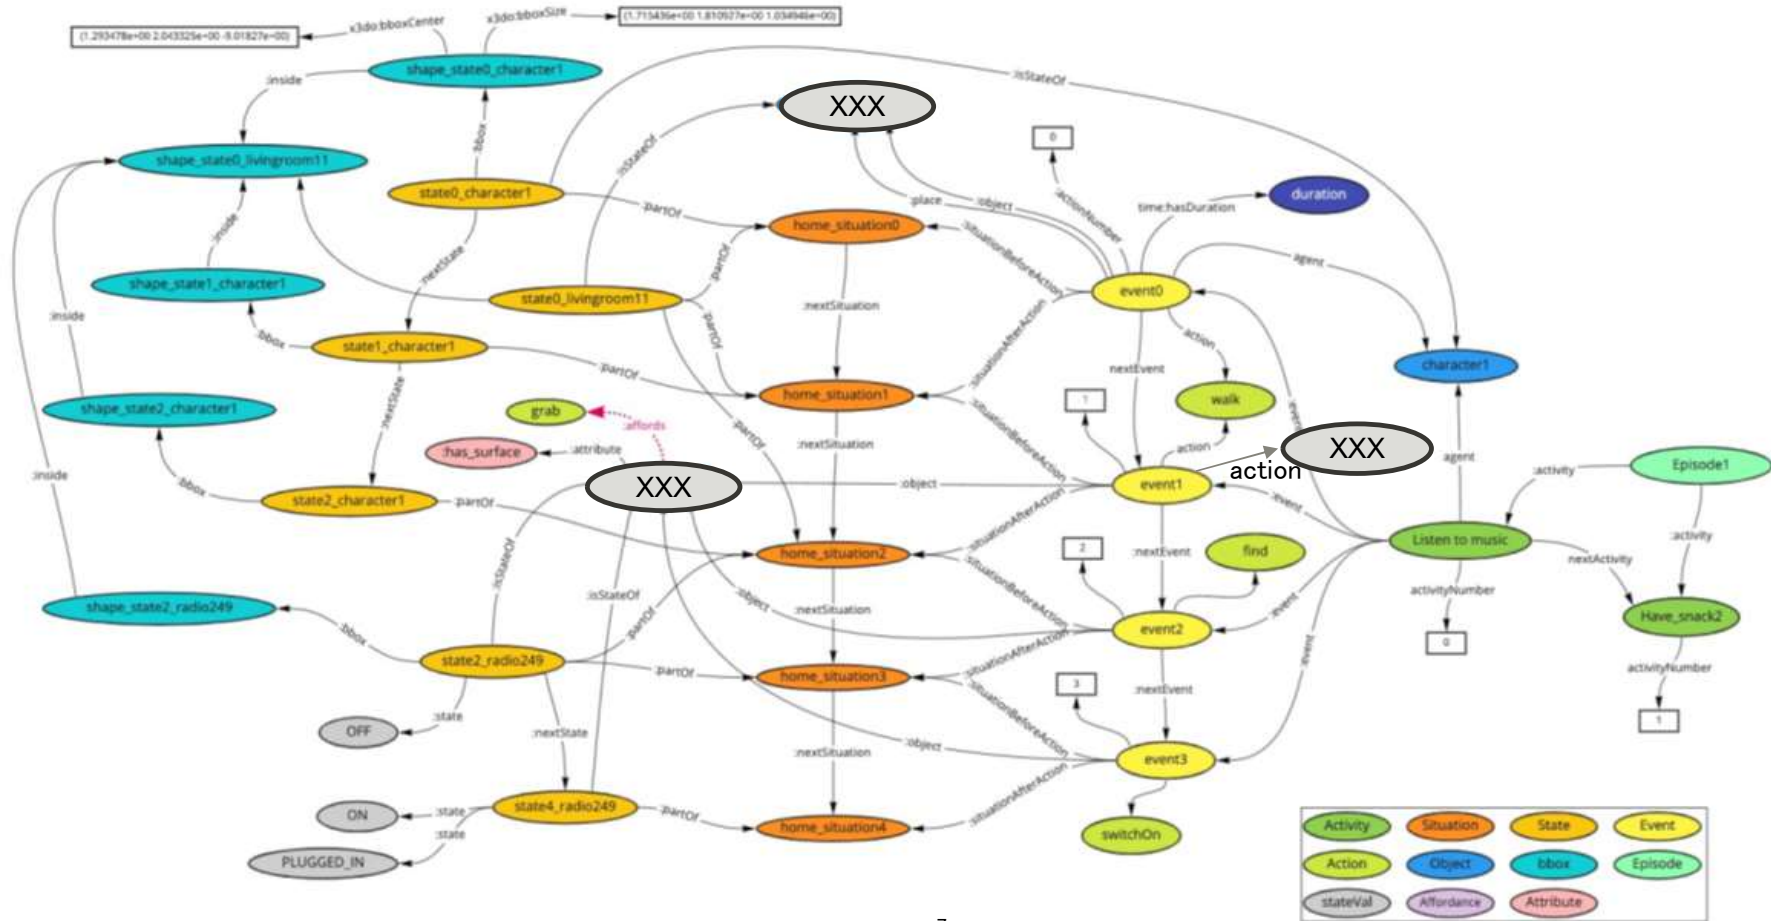 x3do:bboxCenter
x3do:bboxSize
(1.293478e+00 2.043325e+00 -9.01827e+00)
(1.715436e+00 1.810927e+00 1.034946e+00)
shape_state0_character1
:inside
:isStateOf
XXX
0
:bbox
:isStateOf
shape_state0_livingroom11
state0_character1
:partOf
:place
:object
:actionNumber
time:hasDuration
duration
home_situation0
:inside
:nextState
:partOf
:situationBeforeAction
agent
shape_state1_character1
state0_livingroom11
:nextSituation
event0
:inside
:bbox
state1_character1
:partOf
:partOf
:situationAfterAction
action
nextEvent
character1
home_situation1
1
walk
:event
shape_state2_character1
:nextState
grab
:affords
:partOf
:nextSituation
:situationBeforeAction
action
XXX
:has_surface
:attribute
action
agent
:activity
Episode1
:inside
:bbox
state2_character1
:partOf
XXX
:object
event1
:event
:situationAfterAction
Listen to music
:activity
home_situation2
2
:nextEvent
find
nextActivity
:isStateOf
:isStateOf
:situationBeforeAction
activityNumber
shape_state2_radio249
:bbox
:partOf
:object
:nextSituation
:event
Have_snack2
event2
0
:situationAfterAction
:event
state2_radio249
:partOf
home_situation3
activityNumber
3
:nextEvent
:situationBeforeAction
1
:state
OFF
:nextState
:nextSituation
:object
event3
:situationAfterAction
ON
:state
:state
state4_radio249
:partOf
home_situation4
switchOn
PLUGGED_IN
Activity
Situation
State
Event
Action
Object
bbox
Episode
stateVal
Affordance
Attribute